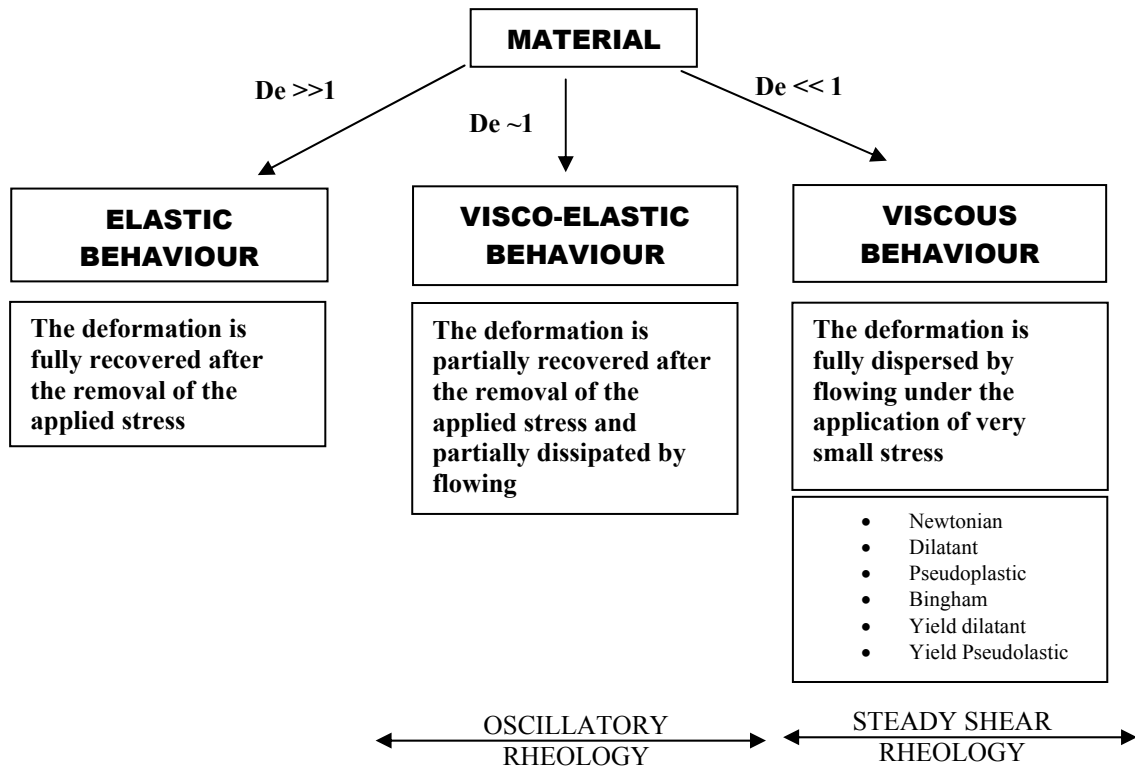 MATERIAL
De >>1
De ~1
De << 1
ELASTIC
BEHAVIOUR
VISCO-ELASTIC
BEHAVIOUR
VISCOUS
BEHAVIOUR
The deformation is
fully recovered after
the removal of the
applied stress
The deformation is
partially recovered after
the removal of the
applied stress and
partially dissipated by
flowing
The deformation is
fully dispersed by
flowing under the
application of very
small stress
• Newtonian
• Dilatant
• Pseudoplastic
• Bingham
• Yield dilatant
• Yield Pseudolastic
OSCILLATORY
RHEOLOGY
STEADY SHEAR
RHEOLOGY